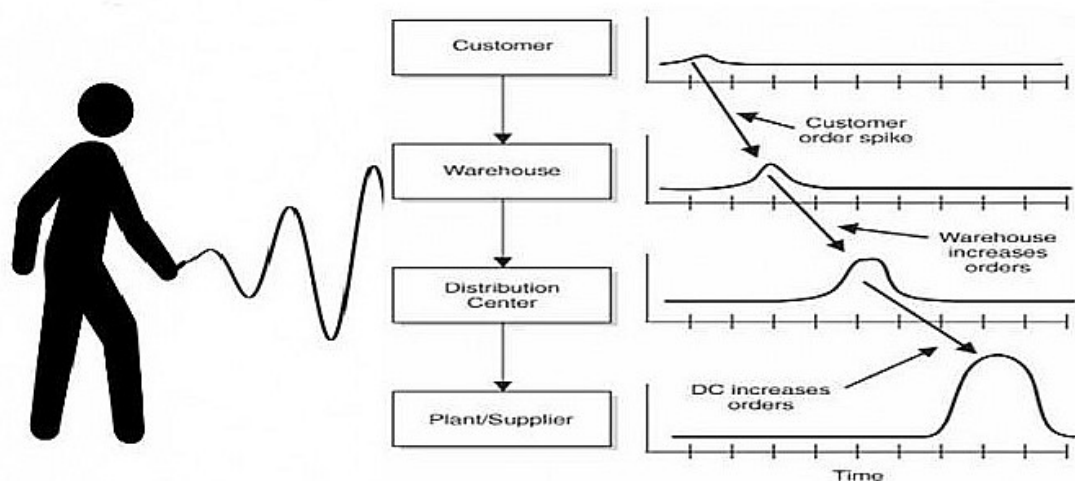 Customer
Customer
order spike
Warehouse
Warehouse
increases
orders
Distribution
Center
DC increases
orders
Plant/Supplier
Time